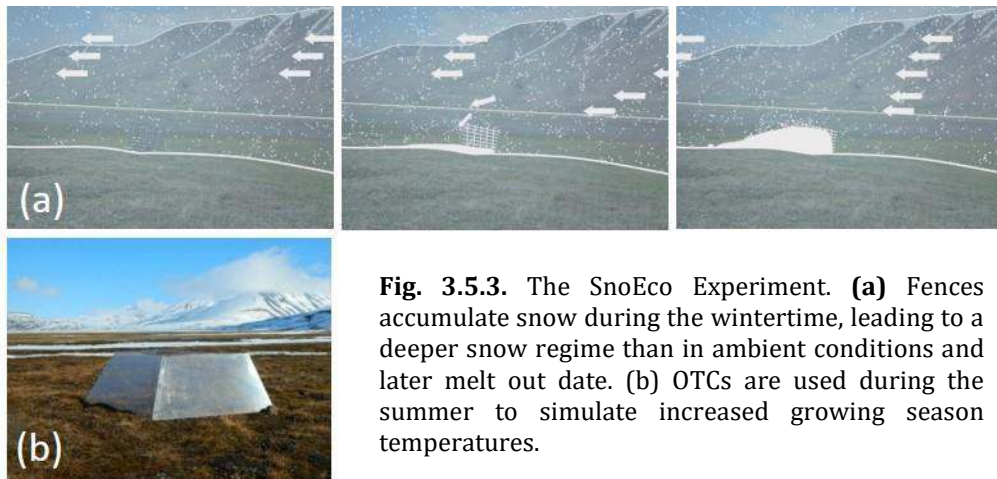 (a)
(b)
Fig. 3.5.3. The SnoEco Experiment. (a) Fences
accumulate snow during the wintertime, leading to a
deeper snow regime than in ambient conditions and
later melt out date. (b) OTCs are used during the
summer to simulate increased growing season
temperatures.